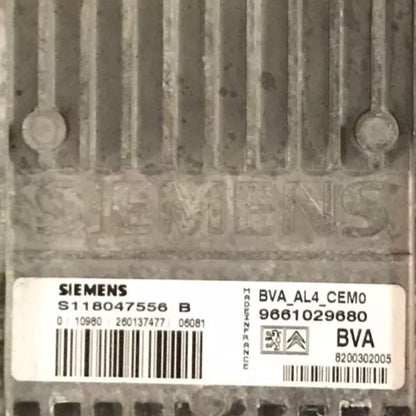 SIEMENS
SIEMENS
S118047556 B
0 / 10980 / 260137477 / 06081
MADE IN FRANCE
BVA_AL4_CEM0
9661029680
BVA
8200302005